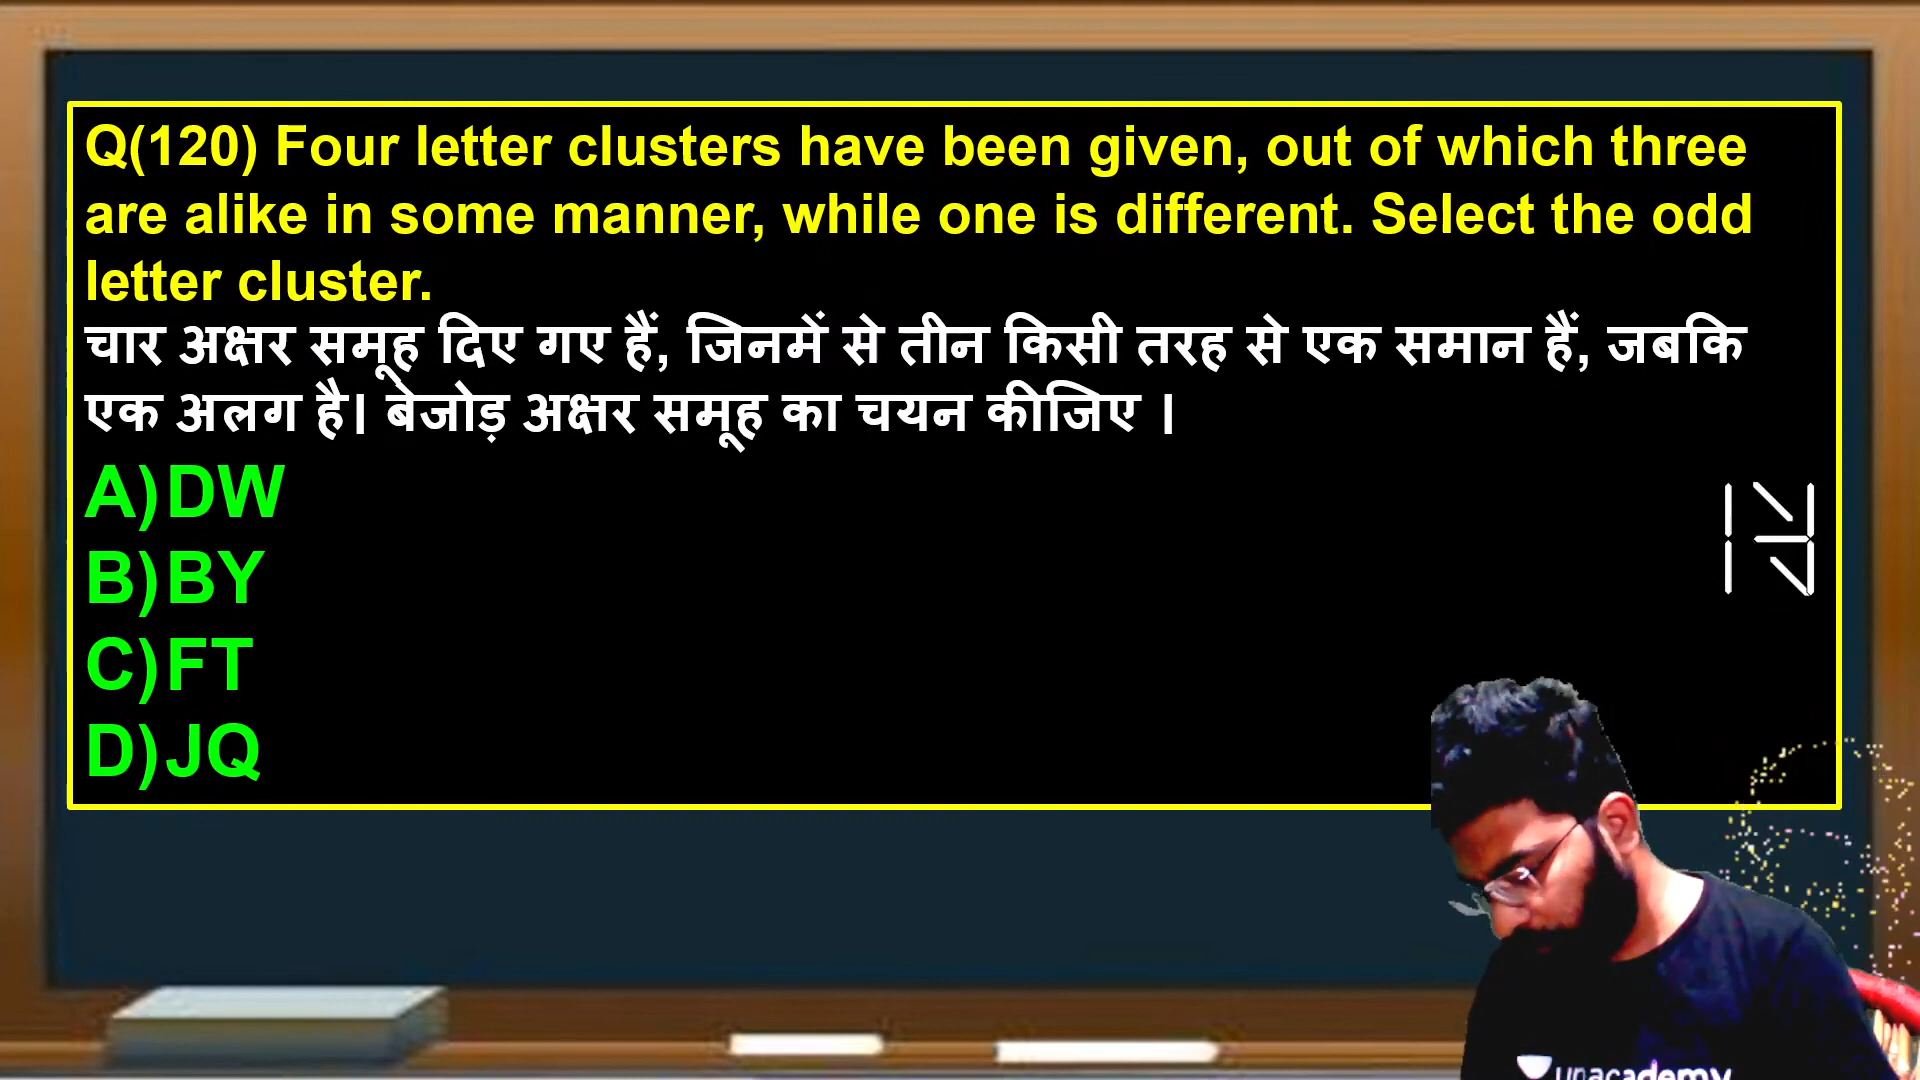 Q(120) Four letter clusters have been given, out of which three
are alike in some manner, while one is different. Select the odd
letter cluster.
चार अक्षर समूह दिए गए हैं, जिनमें से तीन किसी तरह से एक समान हैं, जबकि
एक अलग है। बेजोड़ अक्षर समूह का चयन कीजिए ।
A)DW
B)BY
C)FT
D)JQ
unacademy